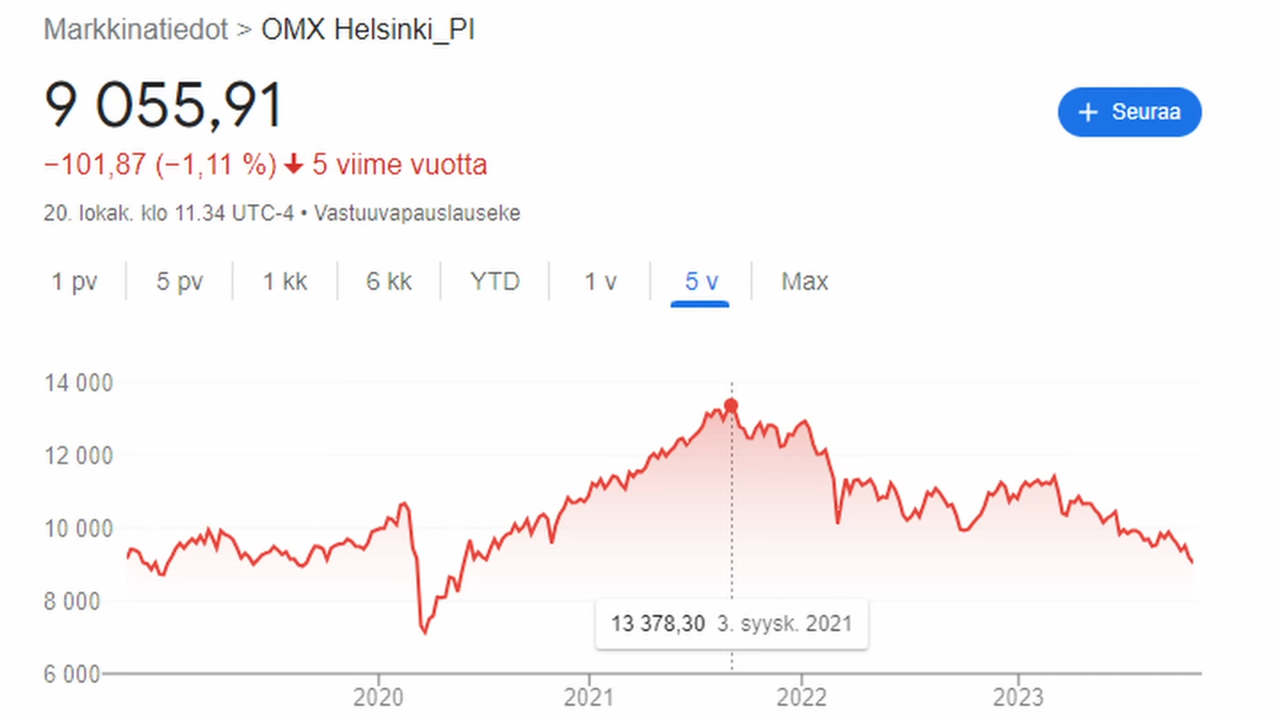 Markkinatiedot > OMX Helsinki_PI
9 055,91
+ Seuraa
−101,87 (−1,11 %) ↓ 5 viime vuotta
20. lokak. klo 11.34 UTC-4 • Vastuuvapauslauseke
1 pv 5 pv 1 kk 6 kk YTD 1 v 5 v Max
14 000
12 000
10 000
8 000
13 378,30 3. syysk. 2021
6 000
2020 2021 2022 2023